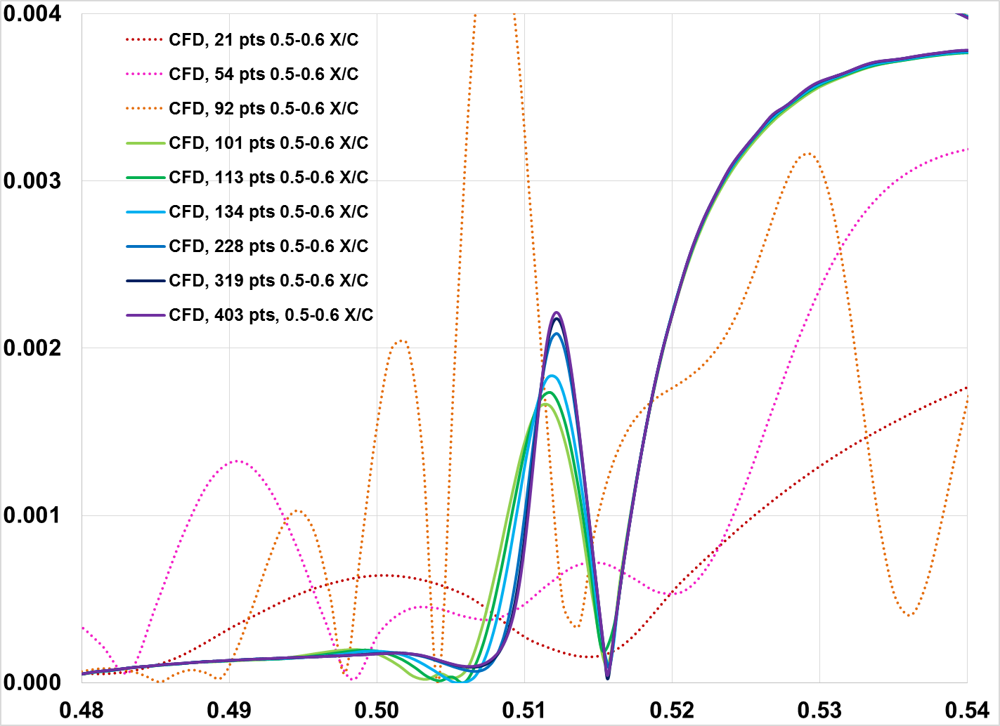 0.004
CFD, 21 pts 0.5-0.6 X/C
CFD, 54 pts 0.5-0.6 X/C
CFD, 92 pts 0.5-0.6 X/C
CFD, 101 pts 0.5-0.6 X/C
CFD, 113 pts 0.5-0.6 X/C
0.003
CFD, 134 pts 0.5-0.6 X/C
CFD, 228 pts 0.5-0.6 X/C
CFD, 319 pts 0.5-0.6 X/C
CFD, 403 pts, 0.5-0.6 X/C
0.002
0.001
0.000
0.48 0.49 0.50 0.51 0.52 0.53 0.54